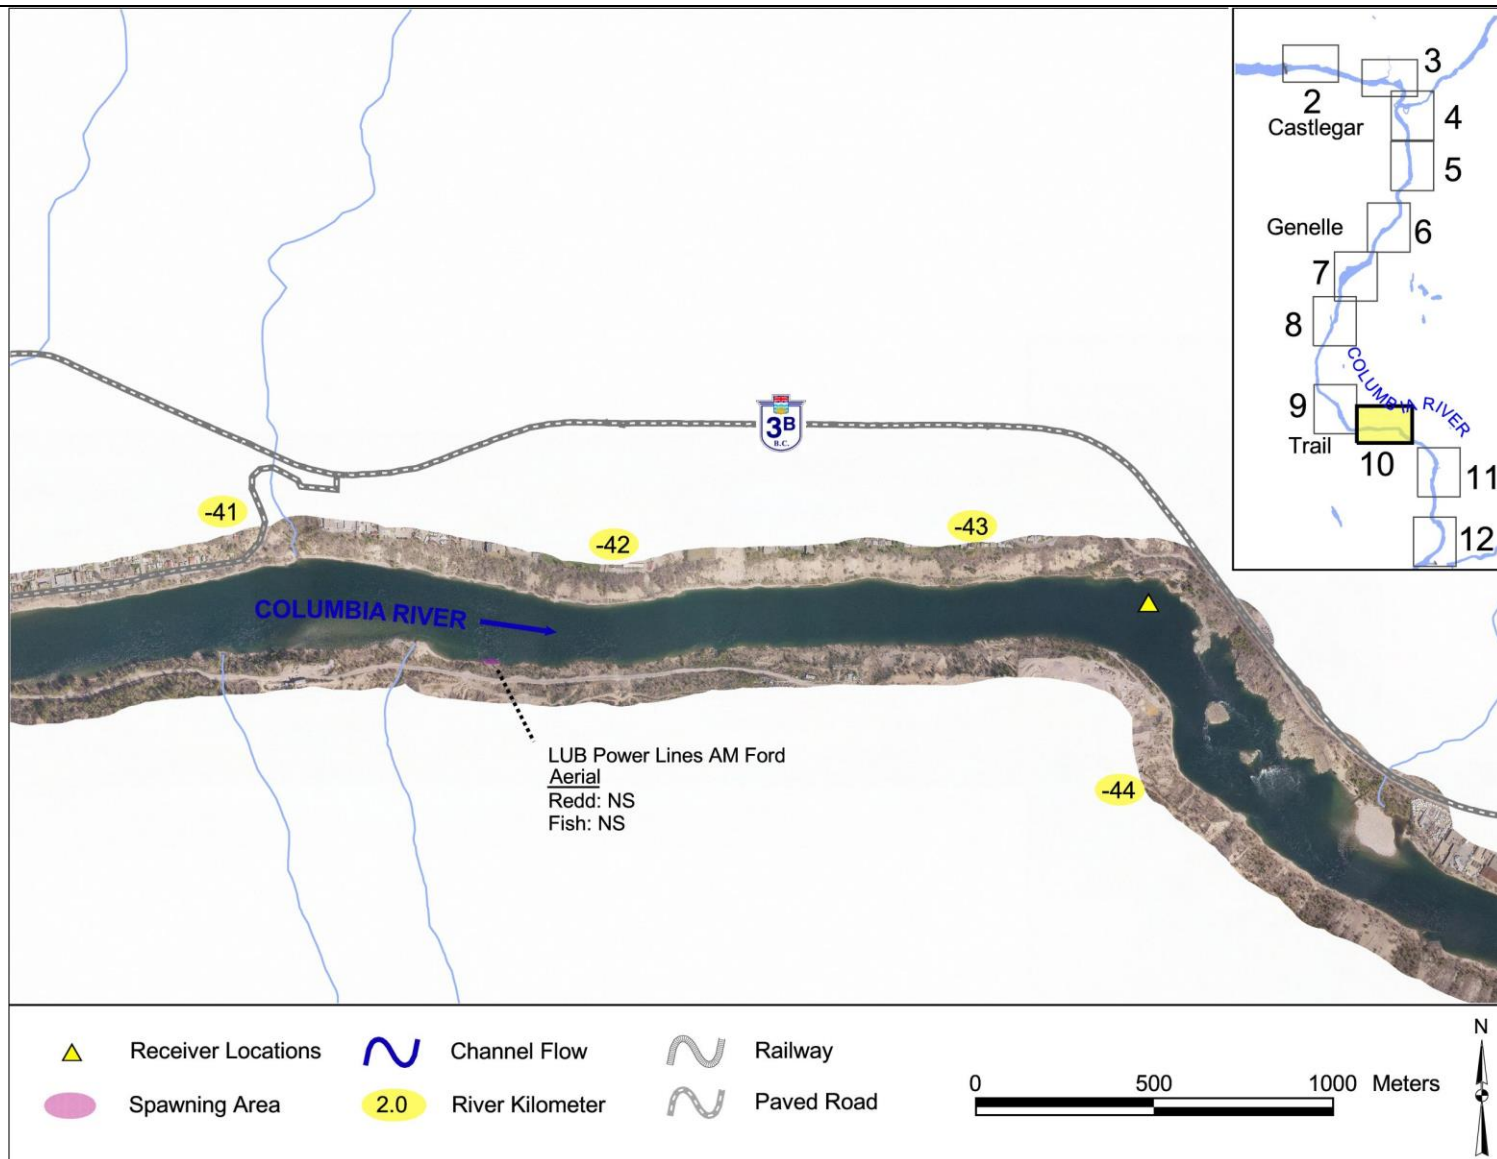 3
2
Castlegar
4
5
Genelle
6
7
8
COLUMBIA RIVER
9
Trail
10
11
12
3B
B.C.
-41
-42
-43
COLUMBIA RIVER
-44
LUB Power Lines AM Ford
Aerial
Redd: NS
Fish: NS
N
Receiver Locations
Channel Flow
Railway
0 500 1000 Meters
Spawning Area
2.0
River Kilometer
Paved Road